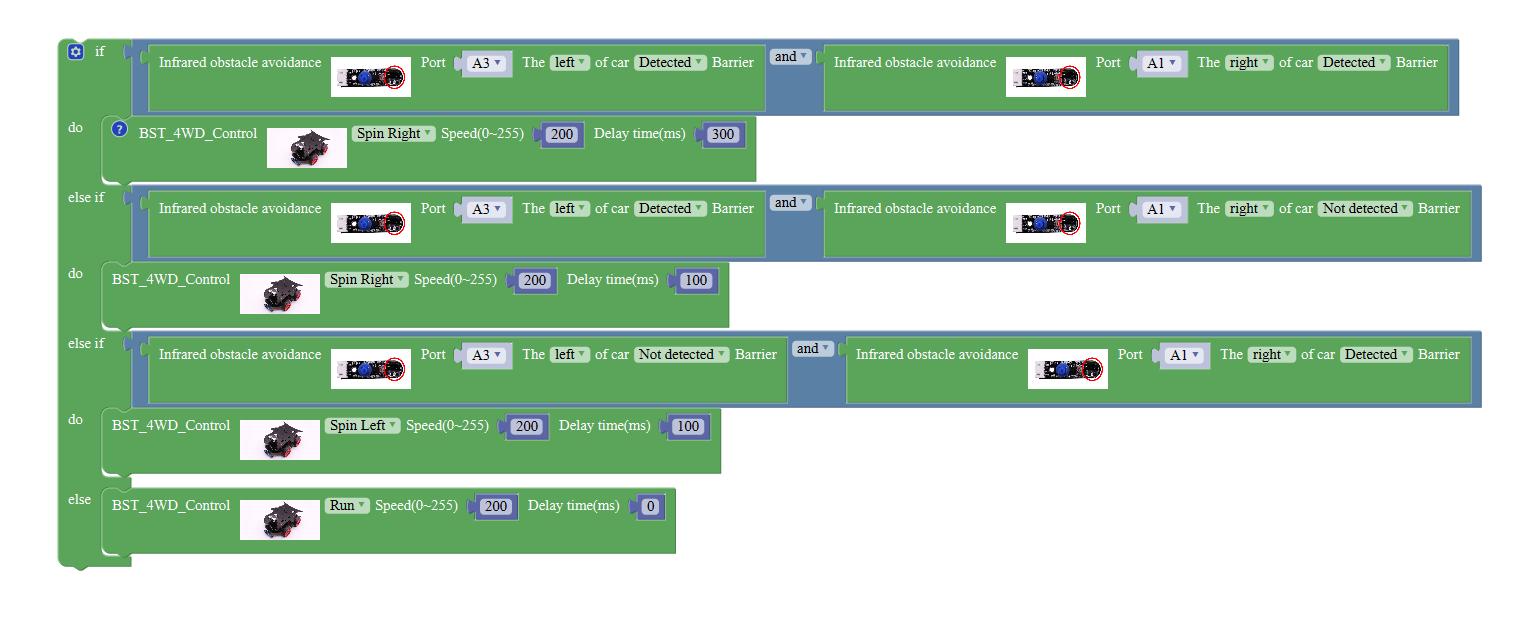 if Infrared obstacle avoidance Port A3 The left of car Detected Barrier and Infrared obstacle avoidance Port A1 The right of car Detected Barrier
do ? BST_4WD_Control Spin Right Speed(0~255) 200 Delay time(ms) 300
else if Infrared obstacle avoidance Port A3 The left of car Detected Barrier and Infrared obstacle avoidance Port A1 The right of car Not detected Barrier
do BST_4WD_Control Spin Right Speed(0~255) 200 Delay time(ms) 100
else if Infrared obstacle avoidance Port A3 The left of car Not detected Barrier and Infrared obstacle avoidance Port A1 The right of car Detected Barrier
do BST_4WD_Control Spin Left Speed(0~255) 200 Delay time(ms) 100
else BST_4WD_Control Run Speed(0~255) 200 Delay time(ms) 0